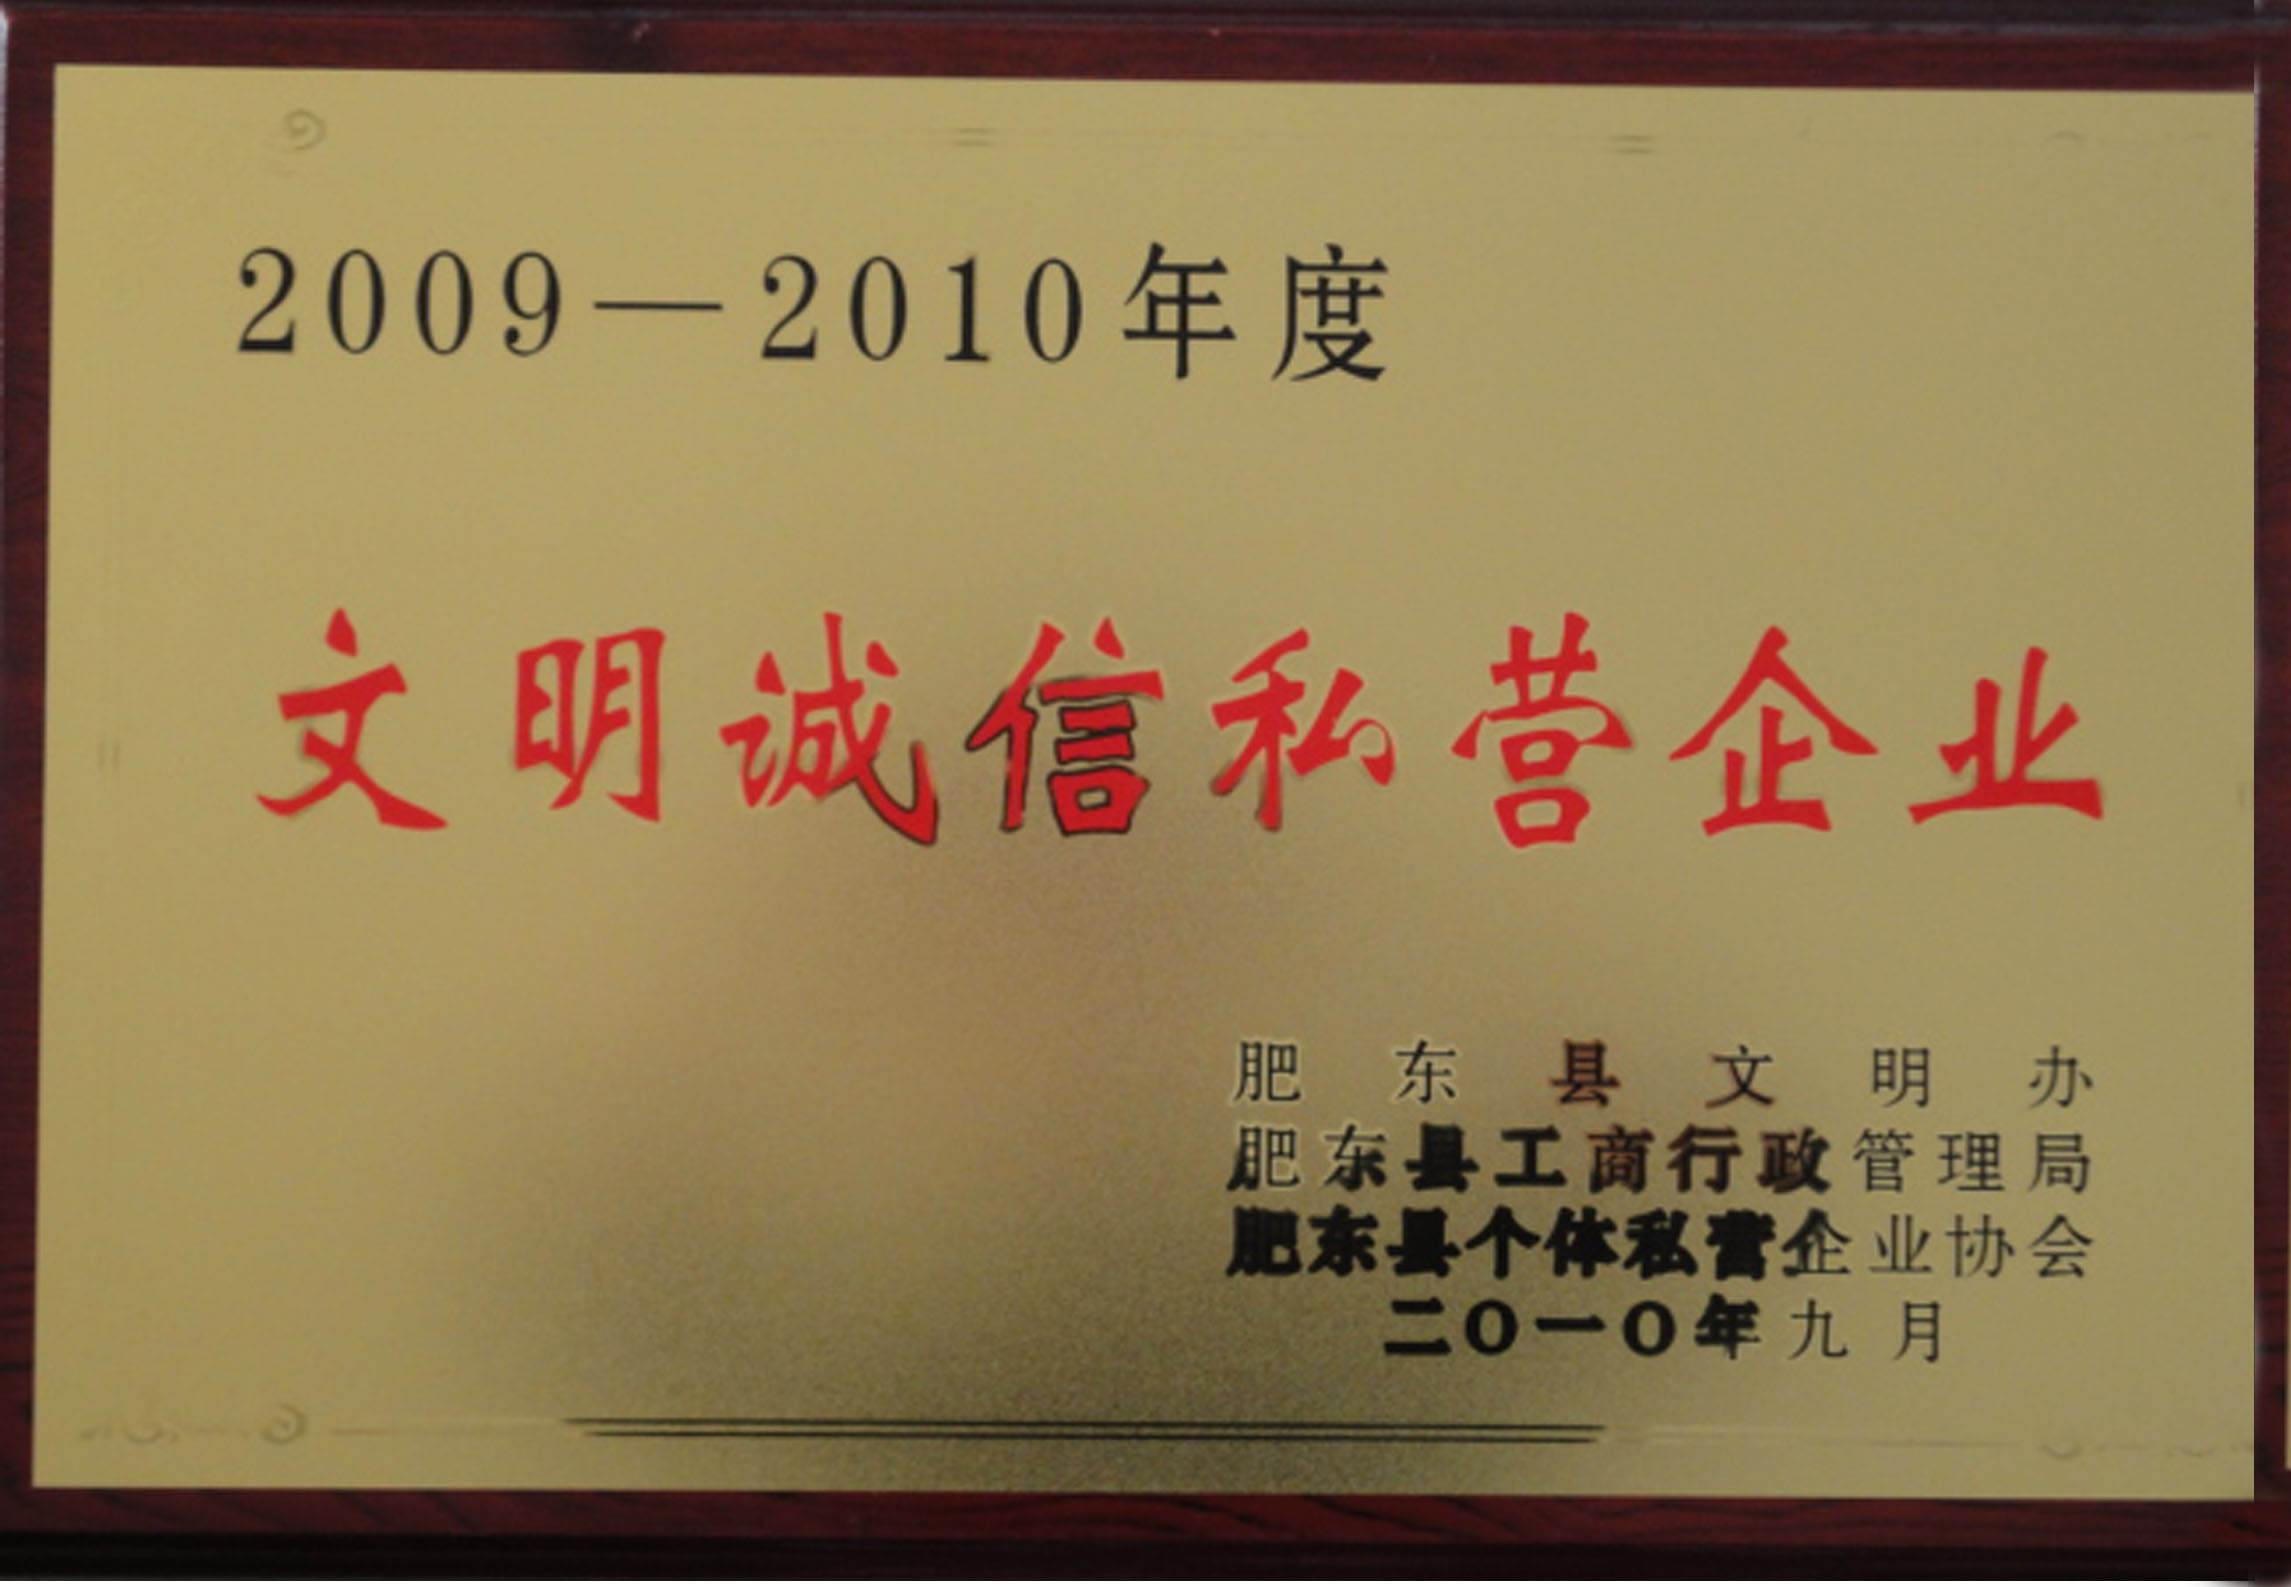 2009－2010年度
文明诚信私营企业
肥东县文明办
肥东县工商行政管理局
肥东县个体私营企业协会
二〇一〇年九月